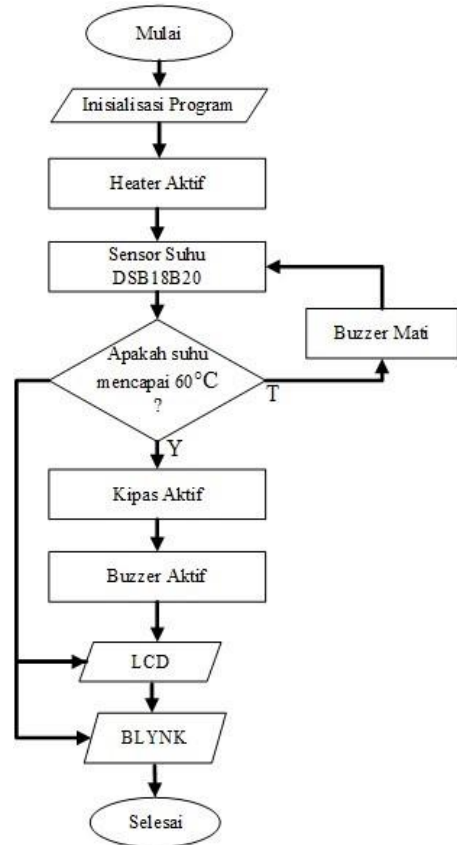 Mulai
Inisialisasi Program
Heater Aktif
Sensor Suhu
DSB18B20
Apakah suhu
mencapai 60°C
?
T
Buzzer Mati
Y
Kipas Aktif
Buzzer Aktif
LCD
BLYNK
Selesai